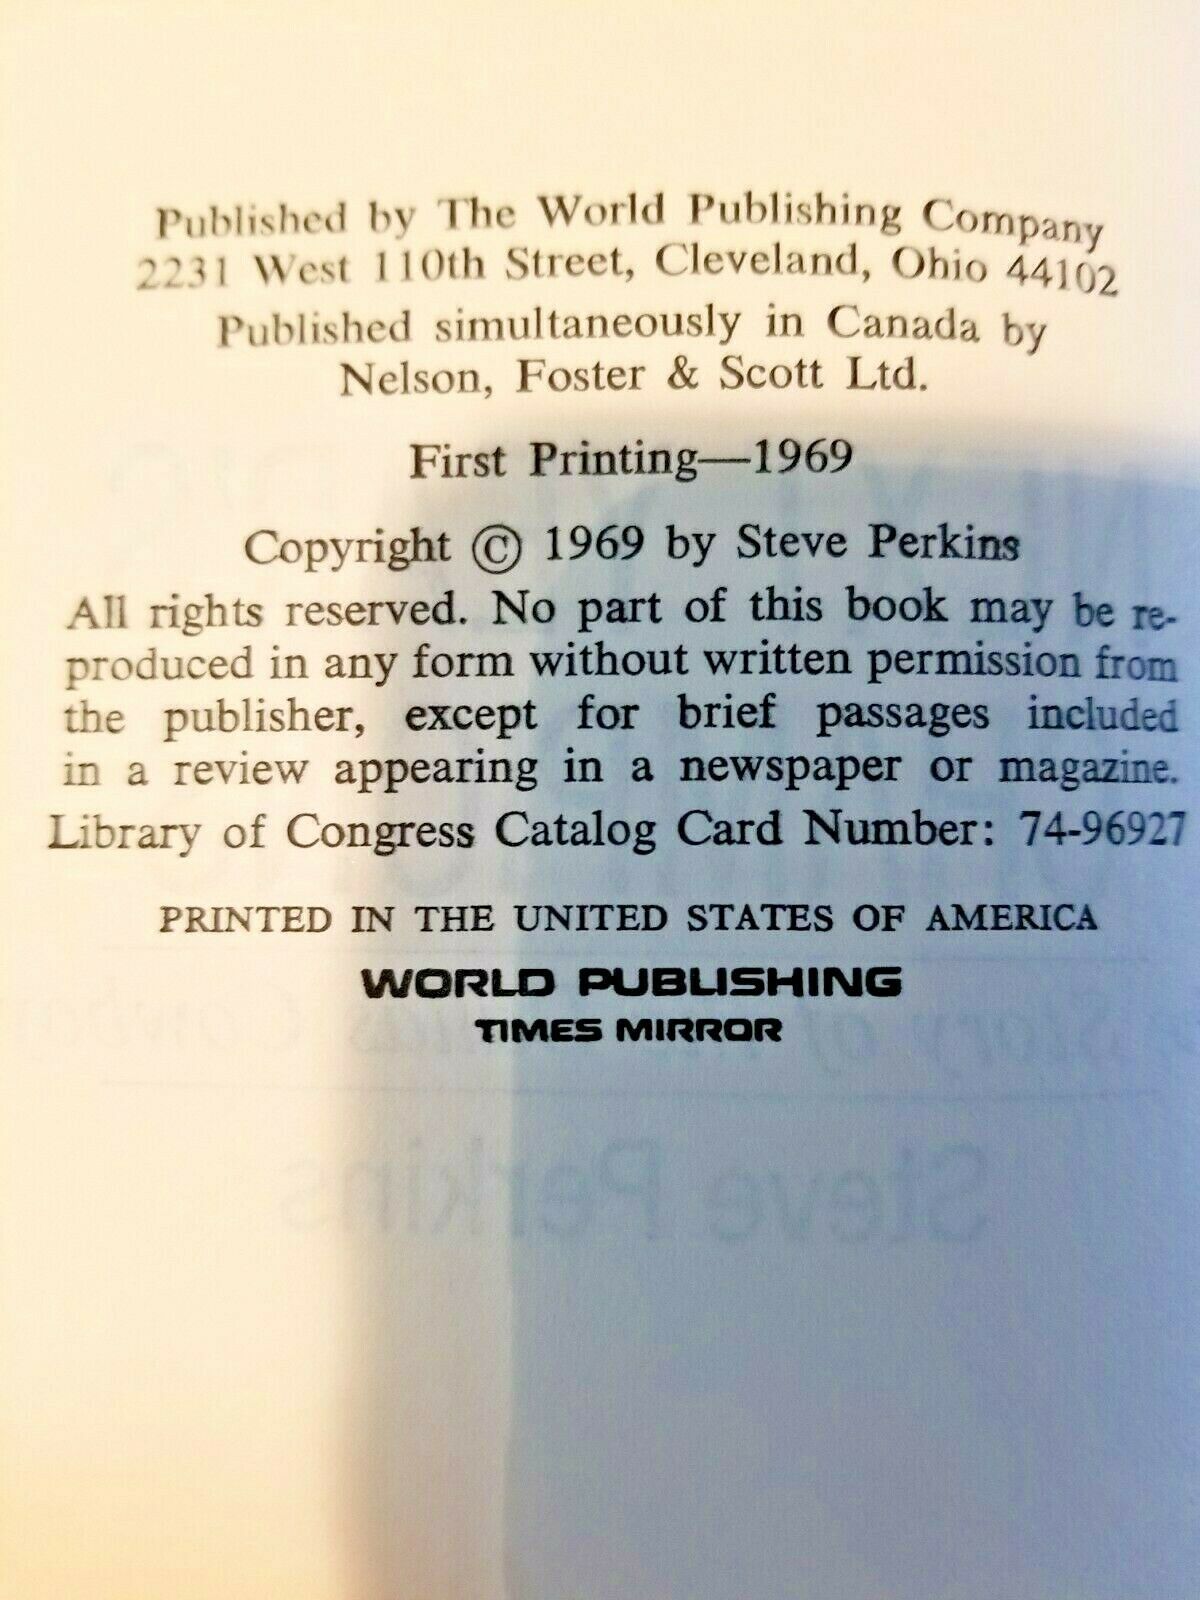 Published by The World Publishing Company
2231 West 110th Street, Cleveland, Ohio 44102
Published simultaneously in Canada by
Nelson, Foster & Scott Ltd.
First Printing—1969
Copyright © 1969 by Steve Perkins
All rights reserved. No part of this book may be re-
produced in any form without written permission from
the publisher, except for brief passages included
in a review appearing in a newspaper or magazine.
Library of Congress Catalog Card Number: 74-96927
PRINTED IN THE UNITED STATES OF AMERICA
WORLD PUBLISHING
TIMES MIRROR
Steve Perkins